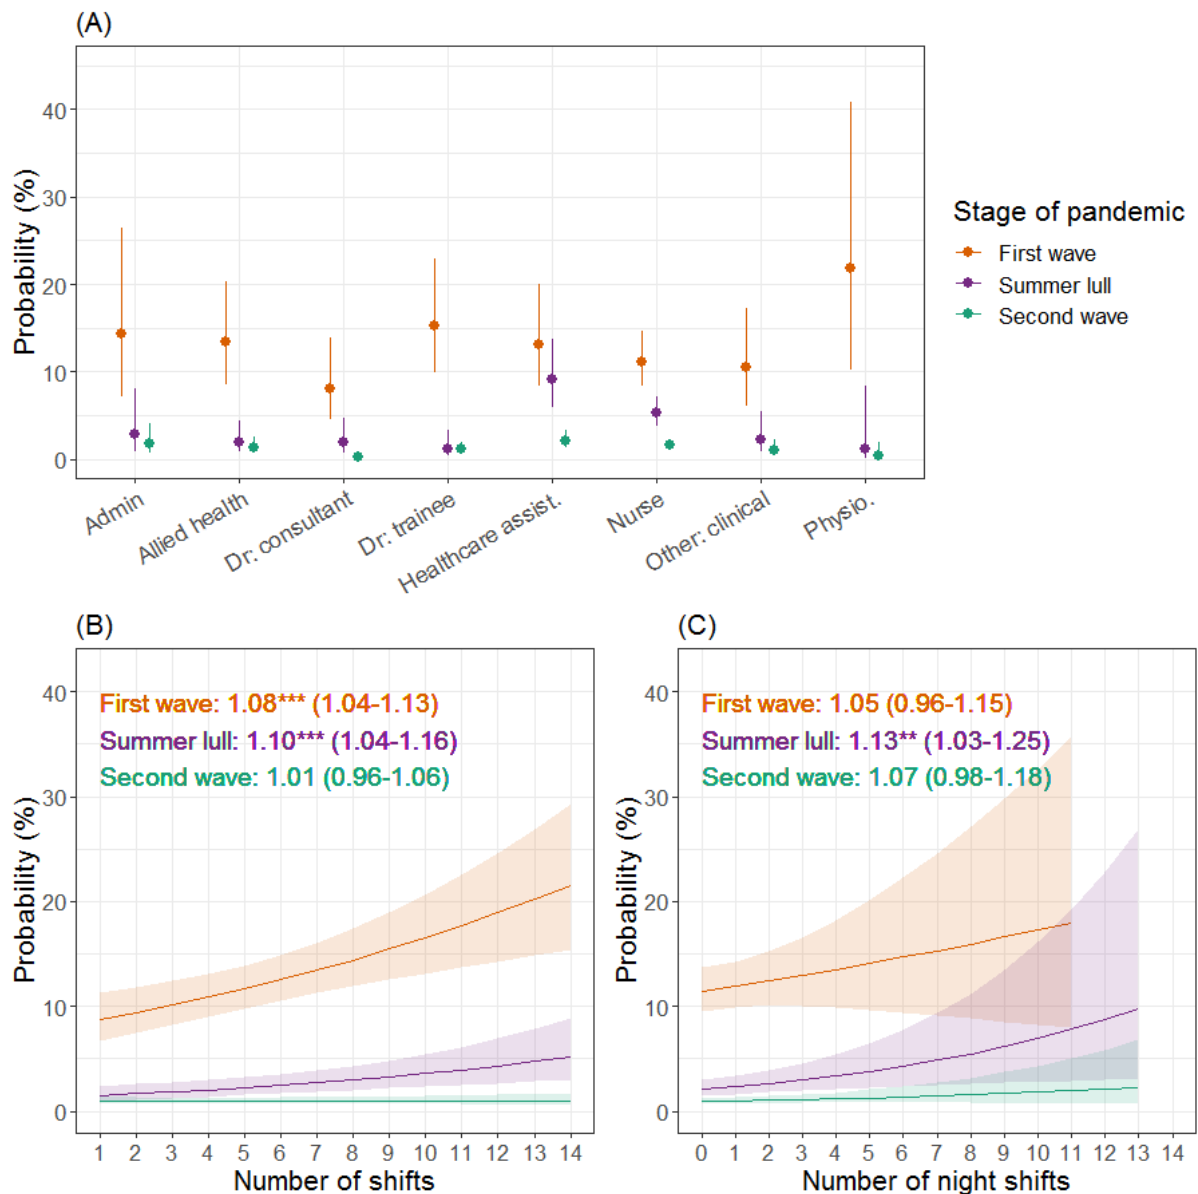 (A)
Probability (%)
40
30
20
10
0
Admin
Allied health
Dr: consultant
Dr: trainee
Healthcare assist.
Nurse
Other: clinical
Physio.
Stage of pandemic
First wave
Summer lull
Second wave
(B)
First wave: 1.08*** (1.04-1.13)
Summer lull: 1.10*** (1.04-1.16)
Second wave: 1.01 (0.96-1.06)
Probability (%)
40
30
20
10
0
1 2 3 4 5 6 7 8 9 10 11 12 13 14
Number of shifts
(C)
First wave: 1.05 (0.96-1.15)
Summer lull: 1.13** (1.03-1.25)
Second wave: 1.07 (0.98-1.18)
Probability (%)
40
30
20
10
0
0 1 2 3 4 5 6 7 8 9 10 11 12 13 14
Number of night shifts